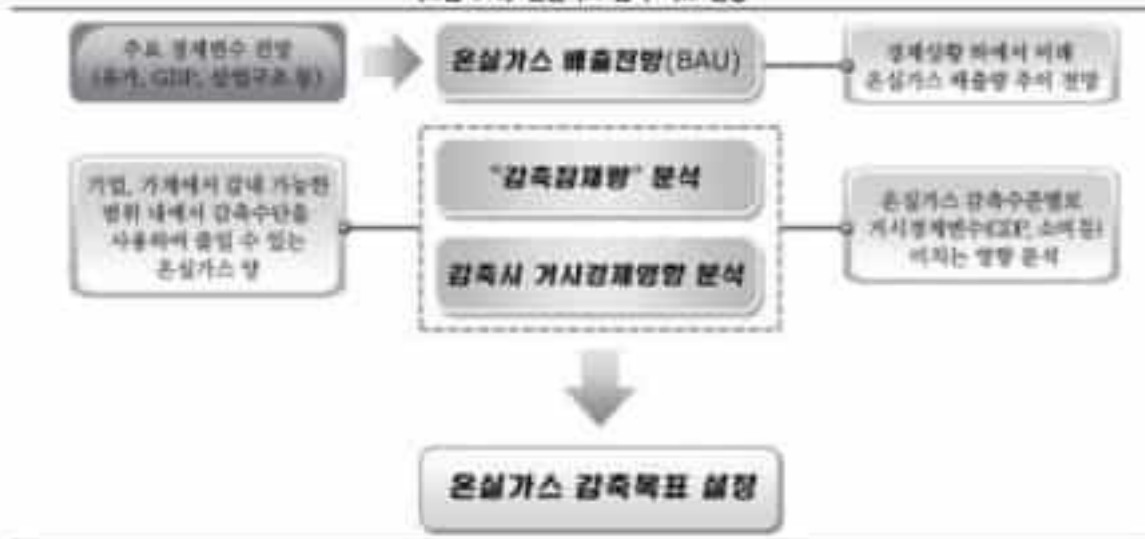 주요 경제변수 전망
(유가, GDP, 산업구조 등)
온실가스 배출전망(BAU)
경제상황 하에서 미래
온실가스 배출량 추이 전망
"감축잠재량" 분석
기업, 가계에서 감내 가능한
범위 내에서 감축수단을
사용하여 줄일 수 있는
온실가스 양
온실가스 감축수준별로
거시경제변수(GDP, 소비등)
미치는 영향 분석
감축시 거시경제영향 분석
온실가스 감축목표 설정